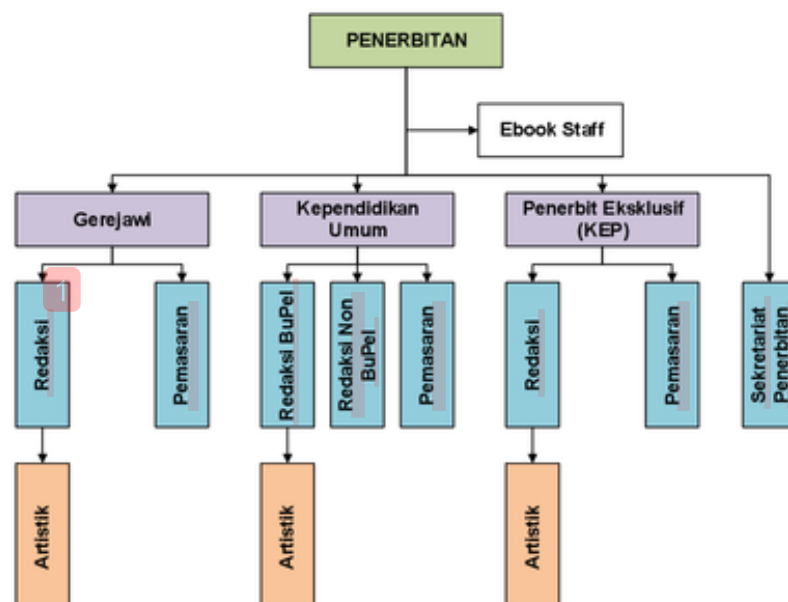 PENERBITAN
Ebook Staff
Gerejawi
Kependidikan
Umum
Penerbit Eksklusif
(KEP)
1
Redaksi
Pemasaran
Redaksi BuPel
Redaksi Non
BuPel
Pemasaran
Redaksi
Pemasaran
Sekretariat
Penerbitan
Artistik
Artistik
Artistik